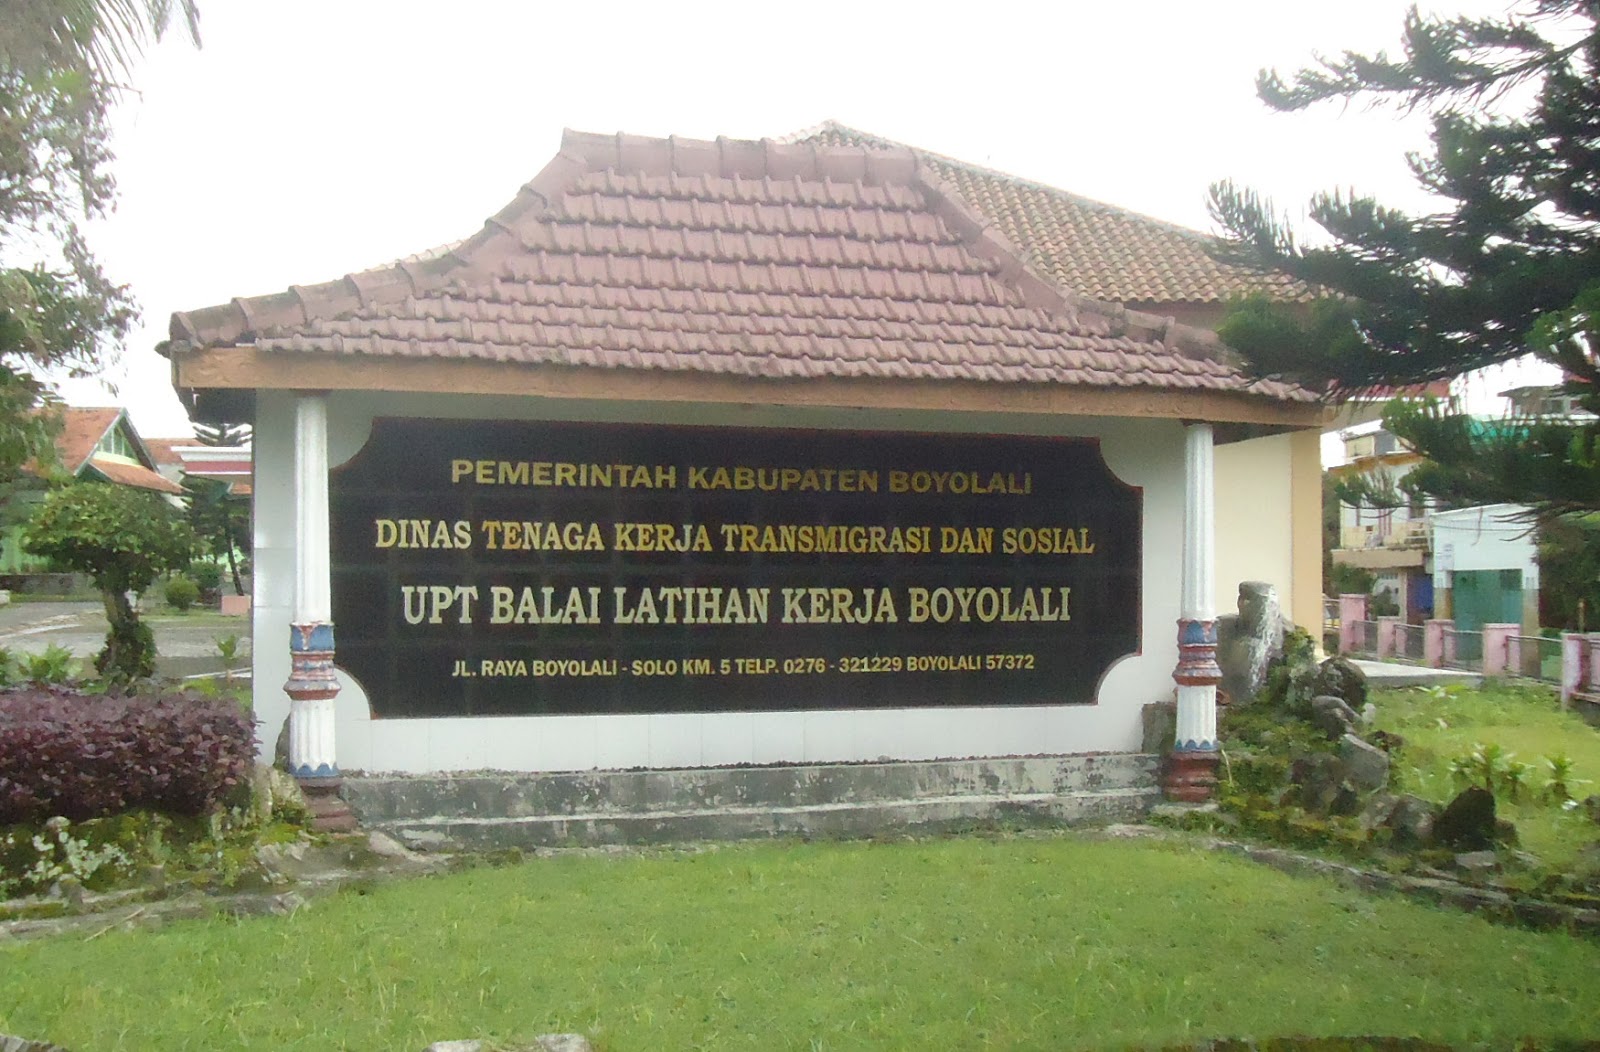 PEMERINTAH KABUPATEN BOYOLALI
DINAS TENAGA KERJA TRANSMIGRASI DAN SOSIAL
UPT BALAI LATIHAN KERJA BOYOLALI
JL. RAYA BOYOLALI - SOLO KM. 5 TELP. 0276 - 321229 BOYOLALI 57372